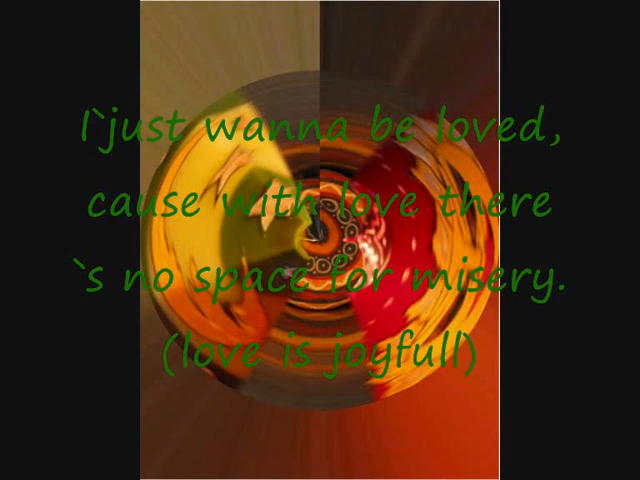 I`just wanna be loved,
cause with love there
`s no space for misery.
(love is joyfull)